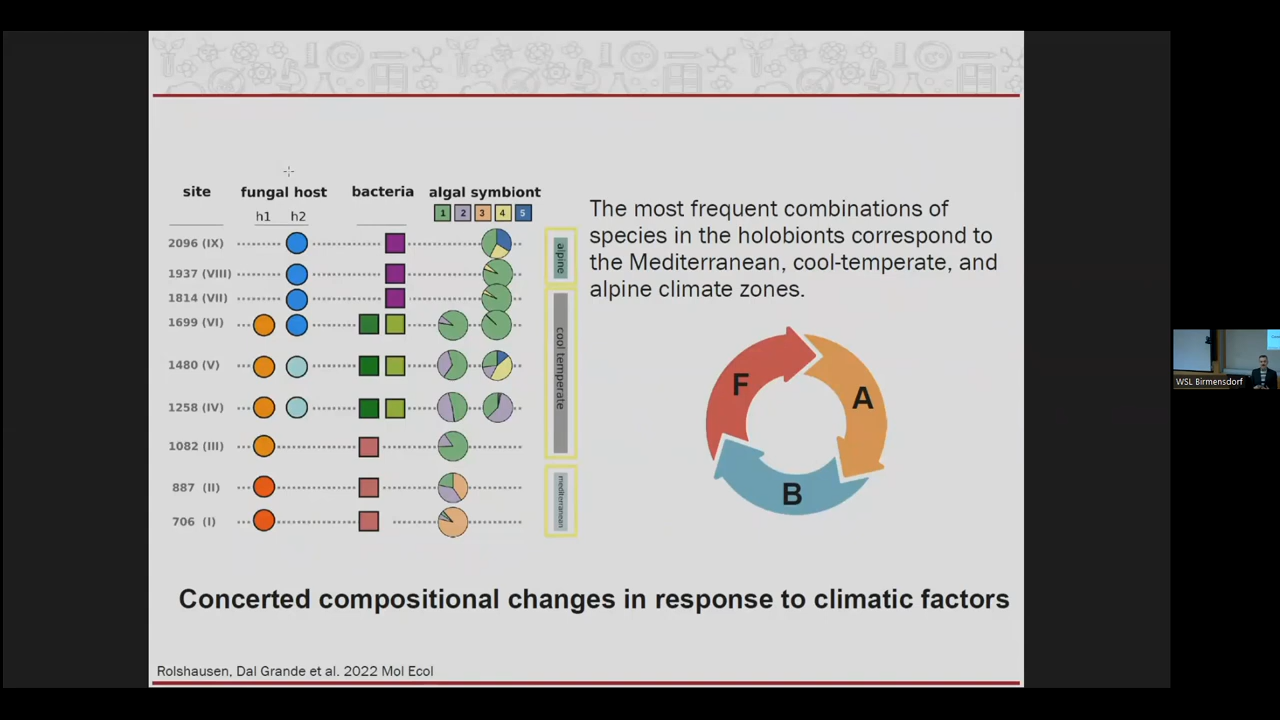 site fungal host bacteria algal symbiont
h1 h2 1 2 3 4 5
2096 (IX)
1937 (VIII)
1814 (VII)
1699 (VI)
1480 (V)
1258 (IV)
1082 (III)
887 (II)
706 (I)
alpine
cool temperate
mediterranean
The most frequent combinations of
species in the holobionts correspond to
the Mediterranean, cool-temperate, and
alpine climate zones.
F
A
B
Concerted compositional changes in response to climatic factors
Rolshausen, Dal Grande et al. 2022 Mol Ecol
WSL Birmensdorf